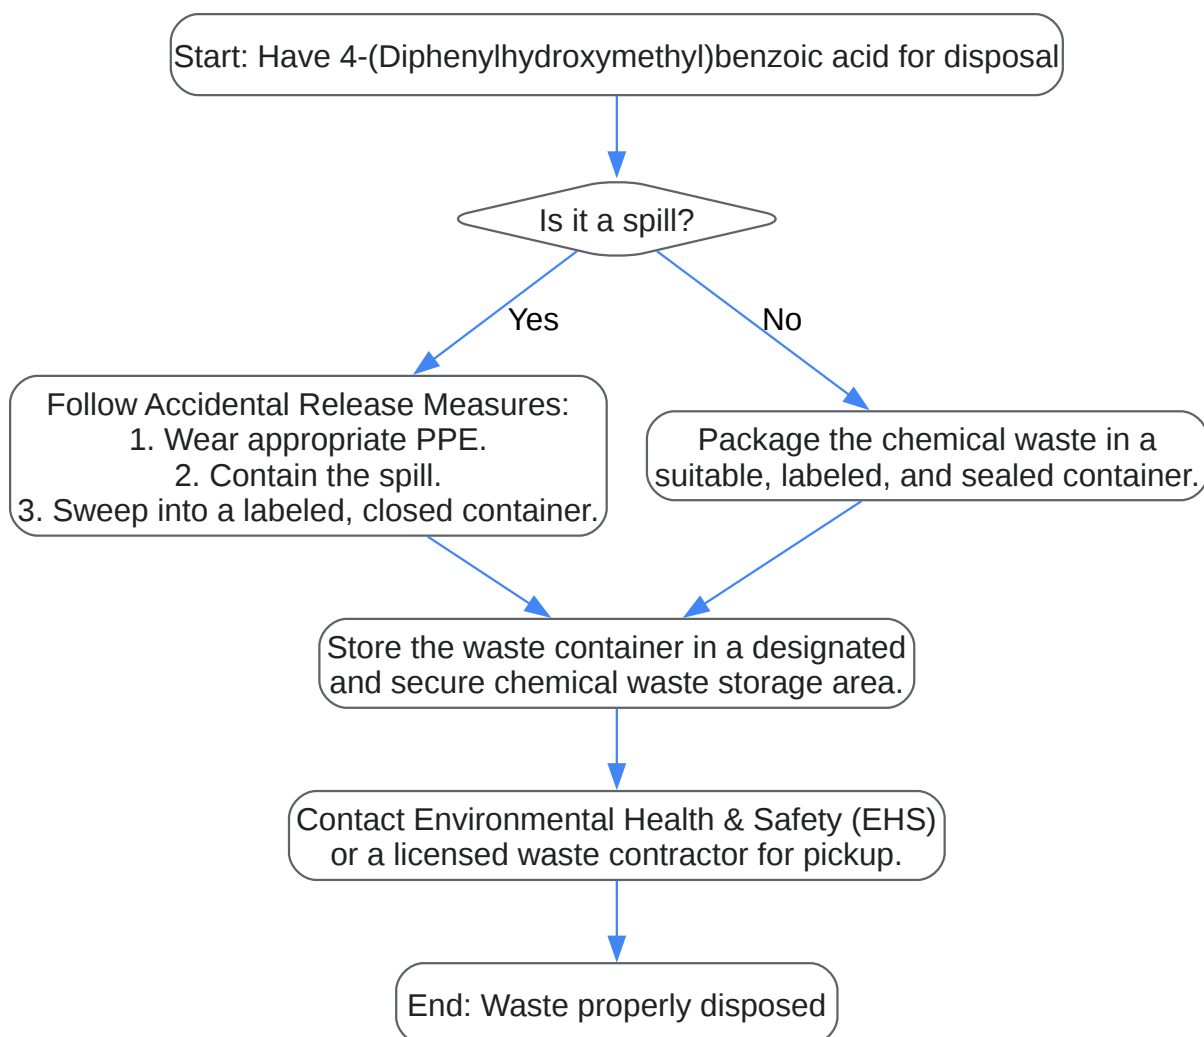 Start: Have 4-(Diphenylhydroxymethyl)benzoic acid for disposal
Is it a spill?
Yes
No
Follow Accidental Release Measures:
1. Wear appropriate PPE.
2. Contain the spill.
3. Sweep into a labeled, closed container.
Package the chemical waste in a
suitable, labeled, and sealed container.
Store the waste container in a designated
and secure chemical waste storage area.
Contact Environmental Health & Safety (EHS)
or a licensed waste contractor for pickup.
End: Waste properly disposed